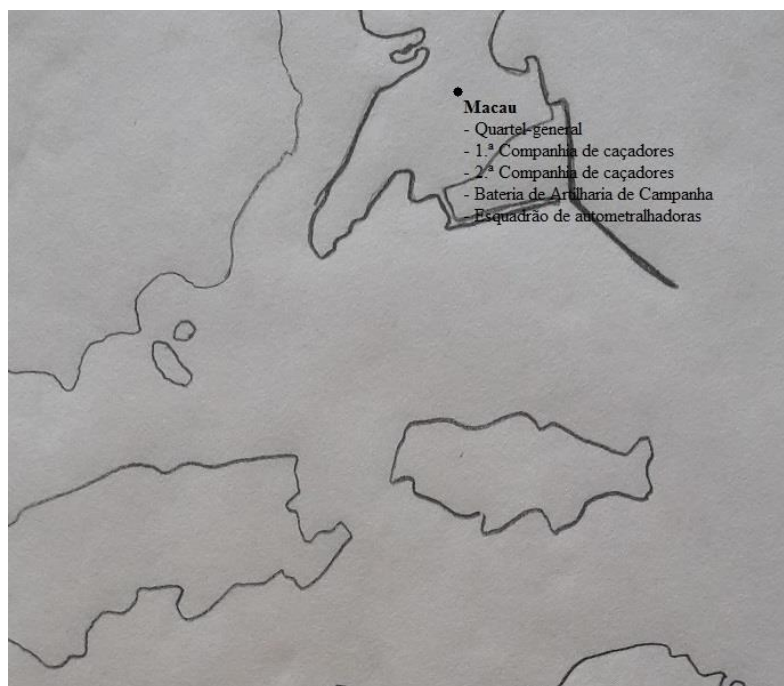 Macau
- Quartel-general
- 1.ª Companhia de caçadores
- 2.ª Companhia de caçadores
- Bateria de Artilharia de Campanha
- Esquadrão de autometralhadoras